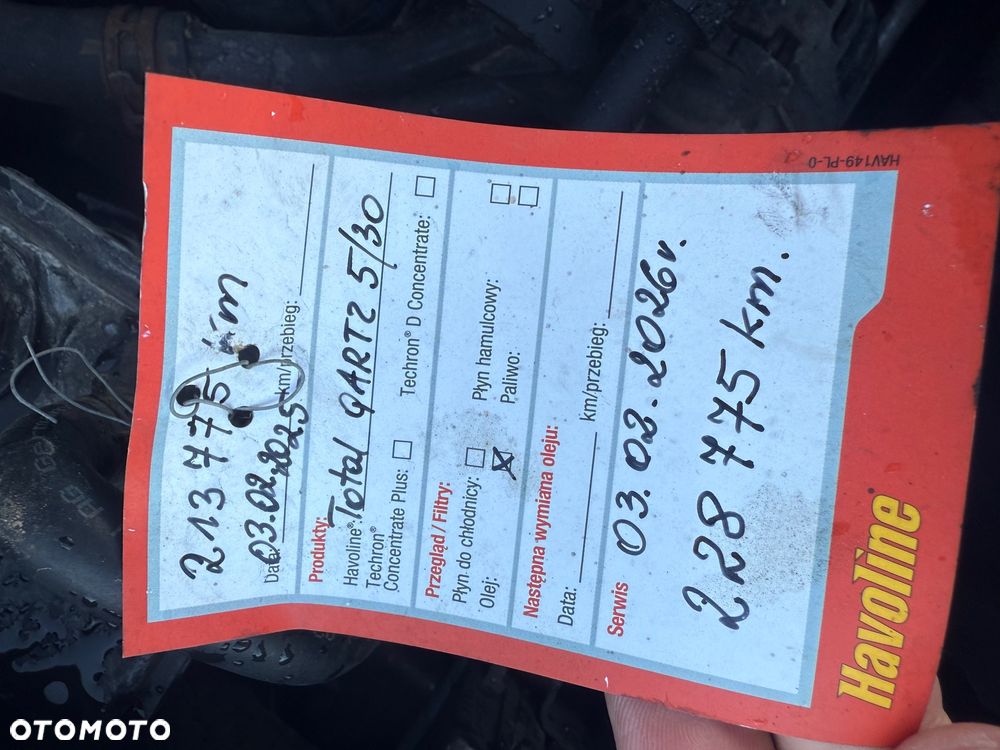 213 775 km
Data: 03.02.2025 km/przebieg:
Produkty:
Havoline®: Total QARTZ 5/30
Techron®
Concentrate Plus: Techron® D Concentrate:
Przegląd / Filtry:
Płyn do chłodnicy: Płyn hamulcowy:
Olej: Paliwo:
Następna wymiana oleju:
Data: km/przebieg:
Serwis 03.02.2026r.
228 775 km.
Havoline
HAV149-PL-0
OTOMOTO